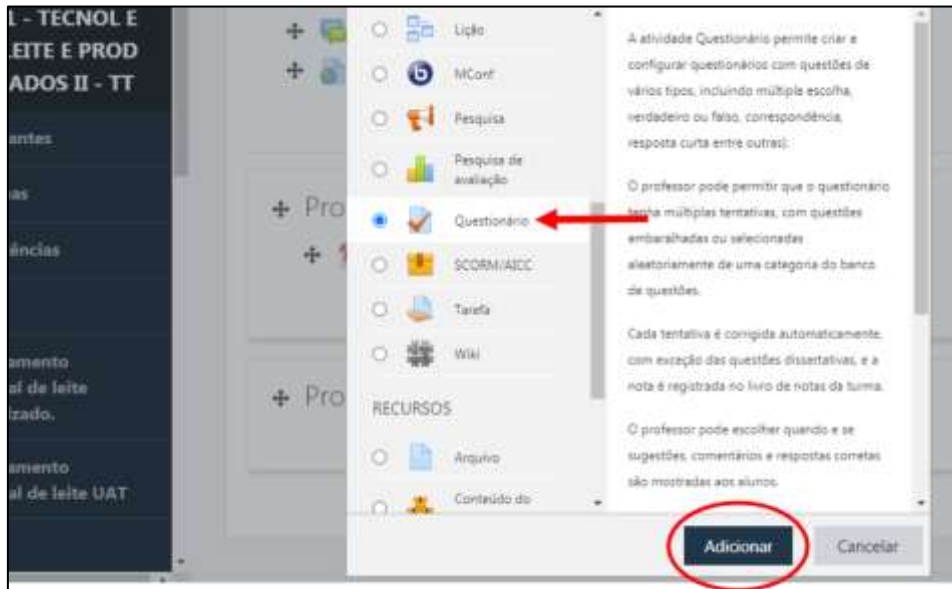 1 - TECNOL E
LEITE E PROD
ADOS II - TT
antes
as
ências
amento
al de leite
izado.
amento
al de leite UAT
Pro
Pro
Lição
MConf
Pesquisa
Pesquisa de
avaliação
Questionário
SCORM/AICC
Tarefa
Wiki
RECURSOS
Arquivo
Conteúdo do
A atividade Questionário permite criar e
configurar questionários com questões de
vários tipos, incluindo múltiple escolha,
verdadeiro ou falso, correspondência,
resposta curta entre outras);
O professor pode permitir que o questionário
tenha múltiplas tentativas, com questões
embaralhadas ou selecionadas
aleatoriamente de uma categoria do banco
de questões.
Cada tentativa é corrigida automaticamente,
com exceção das questões dissertativas, e a
nota é registrada no livro de notas da turma.
O professor pode escolher quando e se
sugestões, comentários e respostas corretas
são mostradas aos alunos.
Adicionar
Cancelar